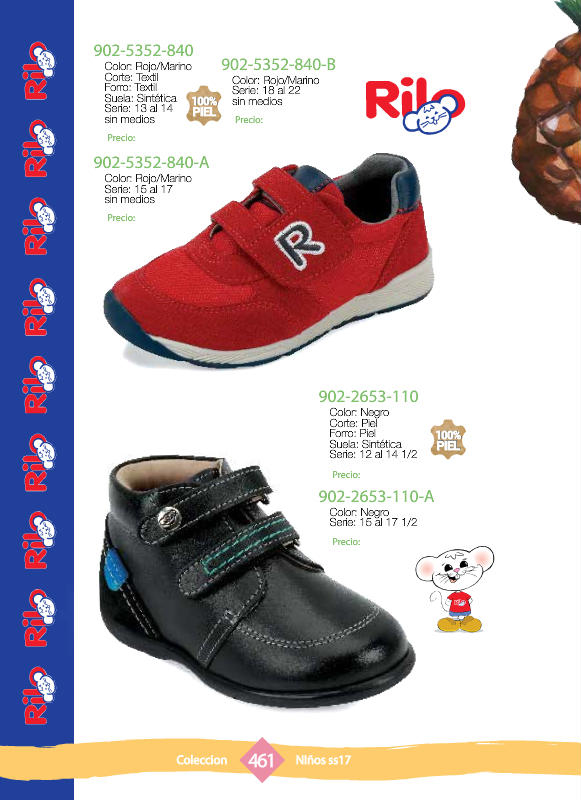 902-5352-840
Color: Rojo/Marino
Corte: Textil
Forro: Textil
Suela: Sintética
Serie: 13 al 14
sin medios
Precio:
100%
PIEL
902-5352-840-B
Color: Rojo/Marino
Serie: 18 al 22
sin medios
Precio:
Rilo
902-5352-840-A
Color: Rojo/Marino
Serie: 15 al 17
sin medios
Precio:
R
902-2653-110
Color: Negro
Corte: Piel
Forro: Piel
Suela: Sintética
Serie: 12 al 14 1/2
Precio:
100%
PIEL
902-2653-110-A
Color: Negro
Serie: 15 al 17 1/2
Precio:
Rilo
Rilo
Rilo
Rilo
Rilo
Rilo
Rilo
Rilo
Rilo
Rilo
Coleccion 461 Niños ss17